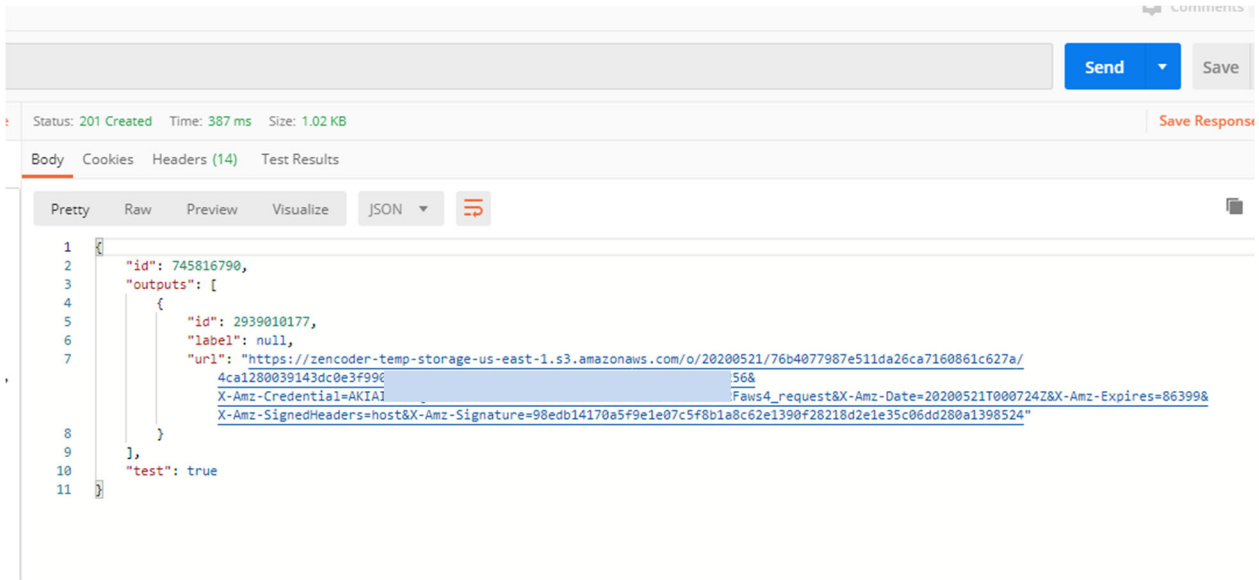 Comments
Send Save
Status: 201 Created Time: 387 ms Size: 1.02 KB Save Response
Body Cookies Headers (14) Test Results
Pretty Raw Preview Visualize JSON
1 {
2 "id": 745816790,
3 "outputs": [
4 {
5 "id": 2939010177,
6 "label": null,
7 "url": "https://zencoder-temp-storage-us-east-1.s3.amazonaws.com/o/20200521/76b4077987e511da26ca7160861c627a/
4ca1280039143dc0e3f990 56&
X-Amz-Credential=AKIAI Faws4_request&X-Amz-Date=20200521T000724Z&X-Amz-Expires=86399&
X-Amz-SignedHeaders=host&X-Amz-Signature=98edb14170a5f9e1e07c5f8b1a8c62e1390f28218d2e1e35c06dd280a1398524"
8 }
9 ],
10 "test": true
11 }